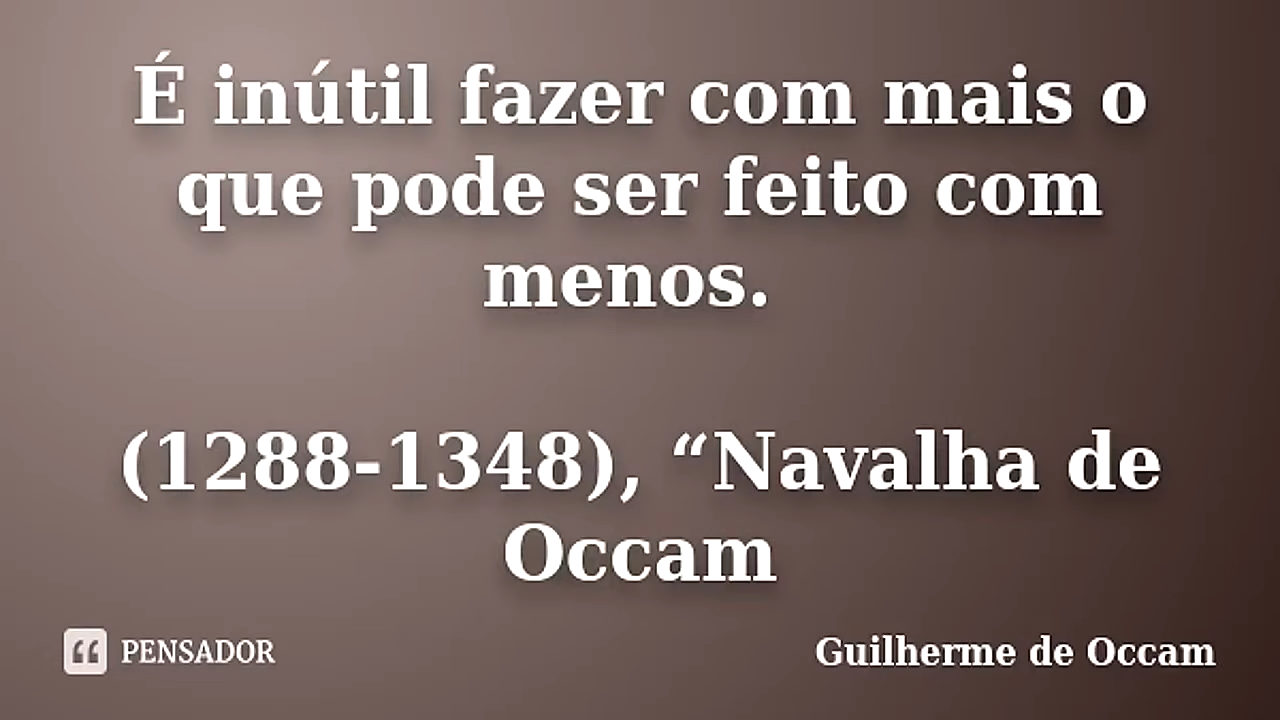 É inútil fazer com mais o
que pode ser feito com
menos.
(1288-1348), “Navalha de
Occam
PENSADOR
Guilherme de Occam